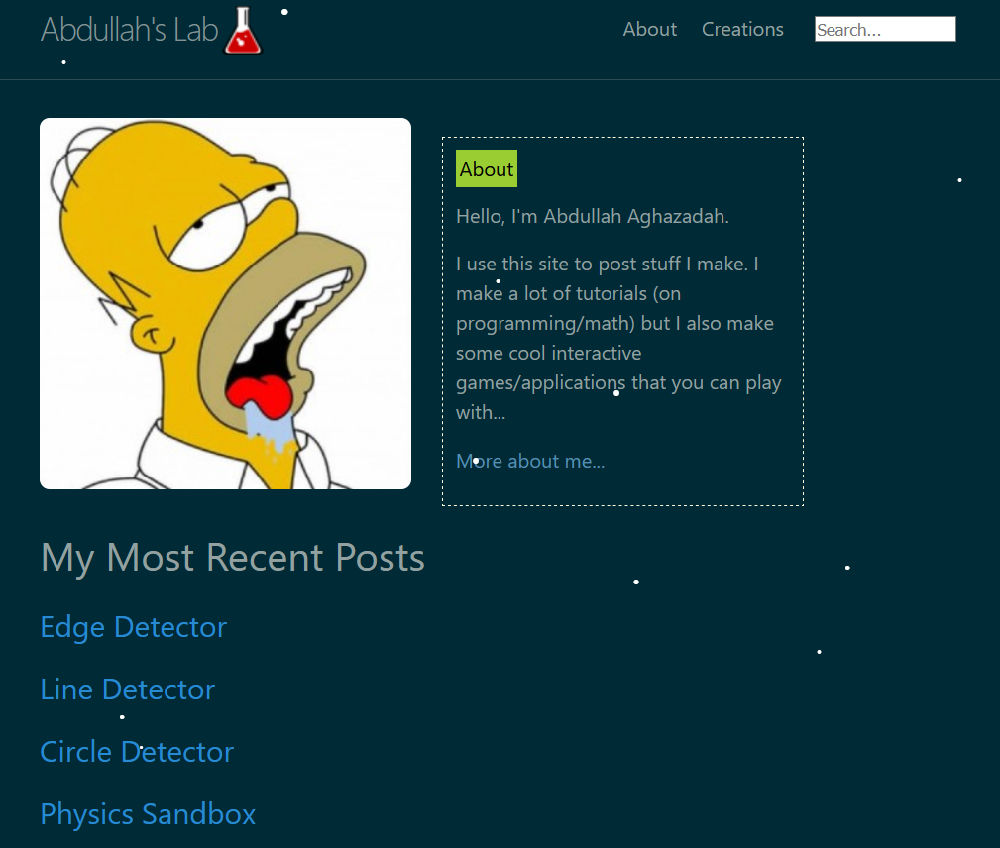 Abdullah's Lab
About
Creations
Search...
About
Hello, I'm Abdullah Aghazadah.
I use this site to post stuff I make. I
make a lot of tutorials (on
programming/math) but I also make
some cool interactive
games/applications that you can play
with...
More about me...
My Most Recent Posts
Edge Detector
Line Detector
Circle Detector
Physics Sandbox